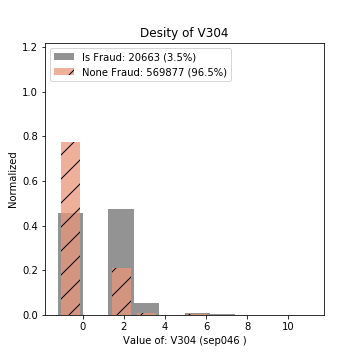 Desity of V304
Is Fraud: 20663 (3.5%)
None Fraud: 569877 (96.5%)
1.2
1.0
0.8
0.6
0.4
0.2
0.0
Normalized
0 2 4 6 8 10
Value of: V304 (sep046 )